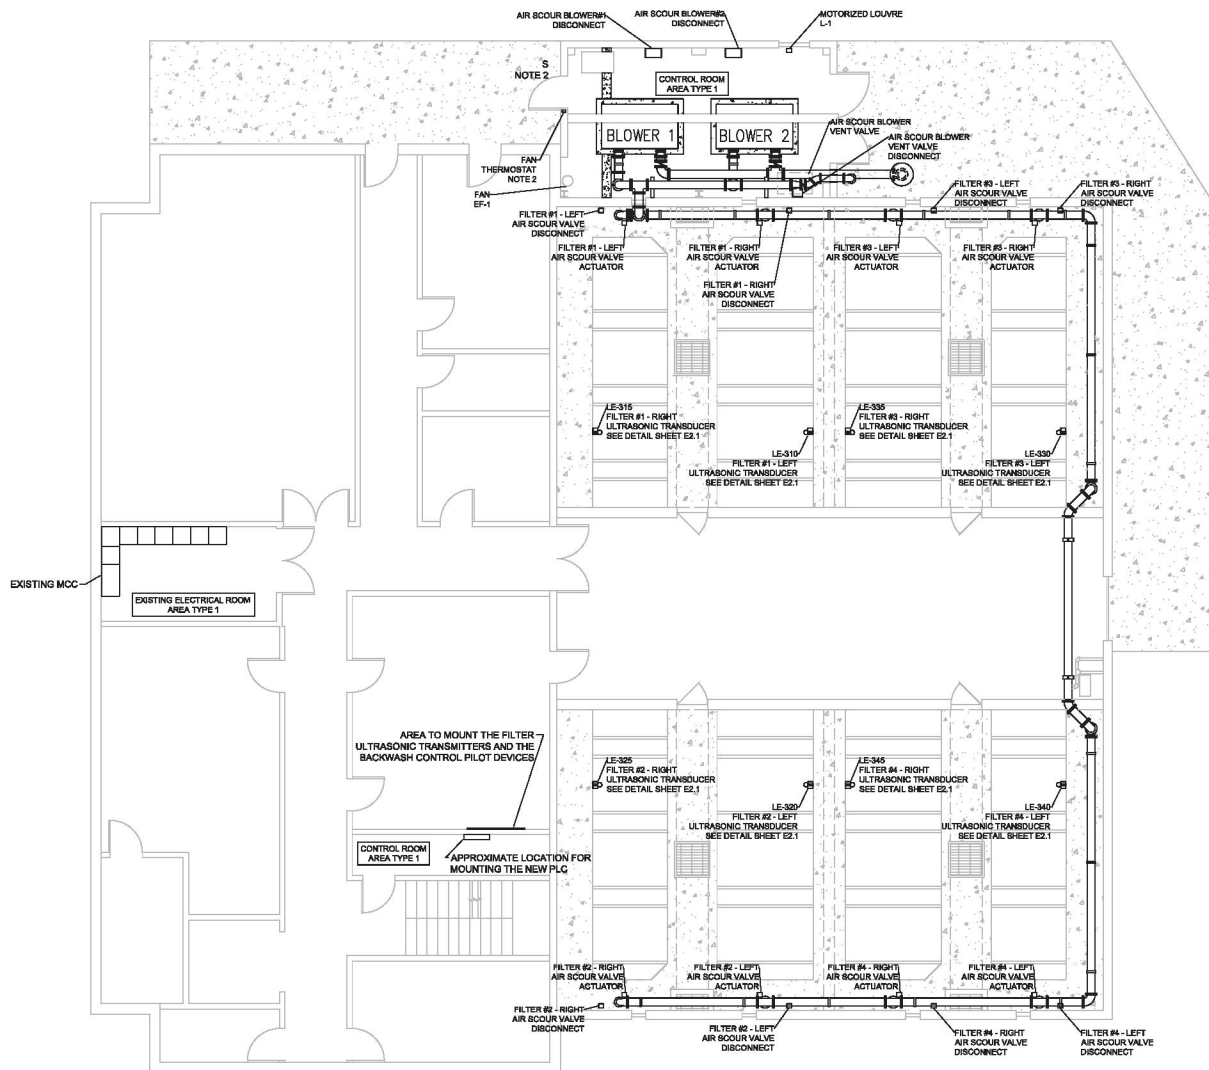 AIR SCOUR BLOWER#1
DISCONNECT
AIR SCOUR BLOWER#2
DISCONNECT
MOTORIZED LOUVRE
L-1
S
NOTE 2
CONTROL ROOM
AREA TYPE 1
BLOWER 1
BLOWER 2
AIR SCOUR BLOWER
VENT VALVE
AIR SCOUR BLOWER
VENT VALVE
DISCONNECT
FAN
THERMOSTAT
NOTE 2
FAN
EF-1
FILTER #1 - LEFT
AIR SCOUR VALVE
DISCONNECT
FILTER #3 - LEFT
AIR SCOUR VALVE
DISCONNECT
FILTER #3 - RIGHT
AIR SCOUR VALVE
DISCONNECT
FILTER #1 - LEFT
AIR SCOUR VALVE
ACTUATOR
FILTER #1 - RIGHT
AIR SCOUR VALVE
ACTUATOR
FILTER #3 - LEFT
AIR SCOUR VALVE
ACTUATOR
FILTER #3 - RIGHT
AIR SCOUR VALVE
ACTUATOR
FILTER #1 - RIGHT
AIR SCOUR VALVE
DISCONNECT
LE-315
FILTER #1 - RIGHT
ULTRASONIC TRANSDUCER
SEE DETAIL SHEET E2.1
LE-335
FILTER #3 - RIGHT
ULTRASONIC TRANSDUCER
SEE DETAIL SHEET E2.1
LE-310
FILTER #1 - LEFT
ULTRASONIC TRANSDUCER
SEE DETAIL SHEET E2.1
LE-330
FILTER #3 - LEFT
ULTRASONIC TRANSDUCER
SEE DETAIL SHEET E2.1
EXISTING MCC
EXISTING ELECTRICAL ROOM
AREA TYPE 1
AREA TO MOUNT THE FILTER
ULTRASONIC TRANSMITTERS AND THE
BACKWASH CONTROL PILOT DEVICES
LE-325
FILTER #2 - RIGHT
ULTRASONIC TRANSDUCER
SEE DETAIL SHEET E2.1
LE-345
FILTER #4 - RIGHT
ULTRASONIC TRANSDUCER
SEE DETAIL SHEET E2.1
LE-320
FILTER #2 - LEFT
ULTRASONIC TRANSDUCER
SEE DETAIL SHEET E2.1
LE-340
FILTER #4 - LEFT
ULTRASONIC TRANSDUCER
SEE DETAIL SHEET E2.1
CONTROL ROOM
AREA TYPE 1
APPROXIMATE LOCATION FOR
MOUNTING THE NEW PLC
FILTER #2 - RIGHT
AIR SCOUR VALVE
ACTUATOR
FILTER #2 - LEFT
AIR SCOUR VALVE
ACTUATOR
FILTER #4 - RIGHT
AIR SCOUR VALVE
ACTUATOR
FILTER #4 - LEFT
AIR SCOUR VALVE
ACTUATOR
FILTER #2 - RIGHT
AIR SCOUR VALVE
DISCONNECT
FILTER #2 - LEFT
AIR SCOUR VALVE
DISCONNECT
FILTER #4 - RIGHT
AIR SCOUR VALVE
DISCONNECT
FILTER #4 - LEFT
AIR SCOUR VALVE
DISCONNECT